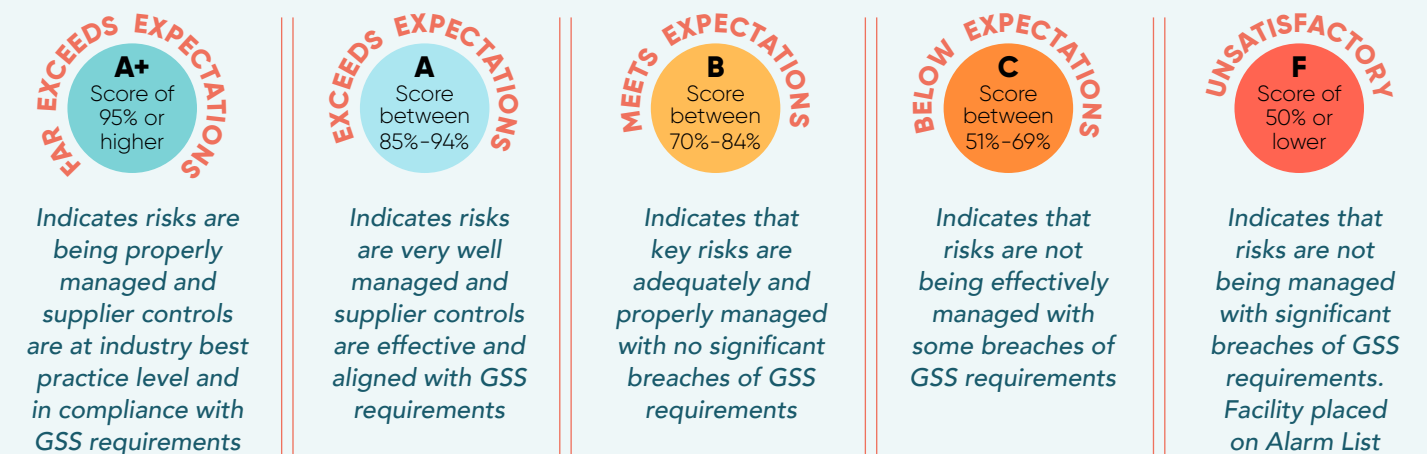 FAR EXCEEDS EXPECTATIONS
A+
Score of
95% or
higher
Indicates risks are
being properly
managed and
supplier controls
are at industry best
practice level and
in compliance with
GSS requirements
EXCEEDS EXPECTATIONS
A
Score
between
85%-94%
Indicates risks
are very well
managed and
supplier controls
are effective and
aligned with GSS
requirements
MEETS EXPECTATIONS
B
Score
between
70%-84%
Indicates that
key risks are
adequately and
properly managed
with no significant
breaches of GSS
requirements
BELOW EXPECTATIONS
C
Score
between
51%-69%
Indicates that
risks are not
being effectively
managed with
some breaches of
GSS requirements
UNSATISFACTORY
F
Score of
50% or
lower
Indicates that
risks are not
being managed
with significant
breaches of GSS
requirements.
Facility placed
on Alarm List